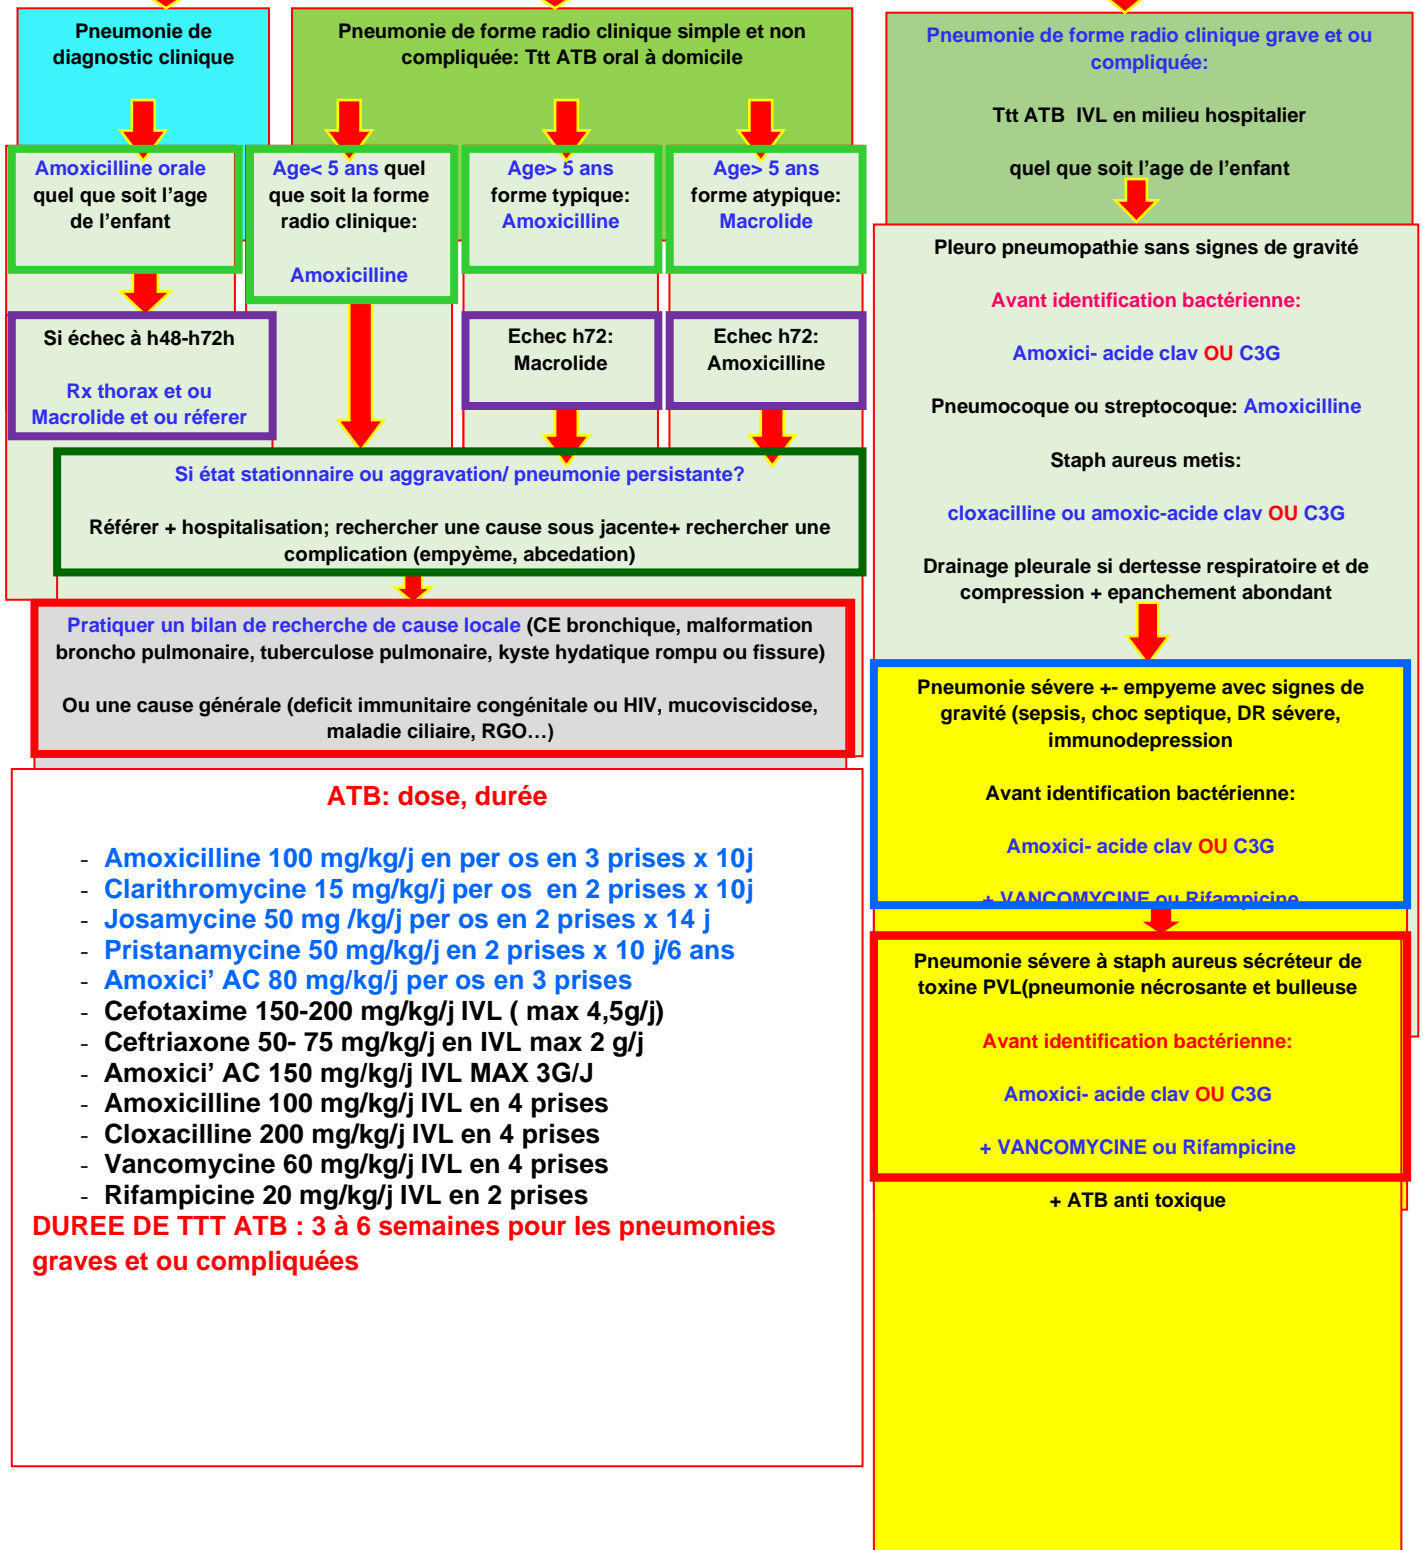 Pneumonie de
diagnostic clinique
Pneumonie de forme radio clinique simple et non
compliquée: Ttt ATB oral à domicile
Pneumonie de forme radio clinique grave et ou
compliquée:
Ttt ATB IVL en milieu hospitalier
quel que soit l'age de l'enfant
Amoxicilline orale
quel que soit l'age
de l'enfant
Age< 5 ans quel
que soit la forme
radio clinique:
Amoxicilline
Age> 5 ans
forme typique:
Amoxicilline
Age> 5 ans
forme atypique:
Macrolide
Si échec à h48-h72h
Rx thorax et ou
Macrolide et ou réferer
Echec h72:
Macrolide
Echec h72:
Amoxicilline
Si état stationnaire ou aggravation/ pneumonie persistante?
Référer + hospitalisation; rechercher une cause sous jacente+ rechercher une
complication (empyème, abcedation)
Pratiquer un bilan de recherche de cause locale (CE bronchique, malformation
broncho pulmonaire, tuberculose pulmonaire, kyste hydatique rompu ou fissure)
Ou une cause générale (deficit immunitaire congénitale ou HIV, mucoviscidose,
maladie ciliaire, RGO…)
ATB: dose, durée
- Amoxicilline 100 mg/kg/j en per os en 3 prises x 10j
- Clarithromycine 15 mg/kg/j per os en 2 prises x 10j
- Josamycine 50 mg /kg/j per os en 2 prises x 14 j
- Pristanamycine 50 mg/kg/j en 2 prises x 10 j/6 ans
- Amoxici' AC 80 mg/kg/j per os en 3 prises
- Cefotaxime 150-200 mg/kg/j IVL ( max 4,5g/j)
- Ceftriaxone 50- 75 mg/kg/j en IVL max 2 g/j
- Amoxici' AC 150 mg/kg/j IVL MAX 3G/J
- Amoxicilline 100 mg/kg/j IVL en 4 prises
- Cloxacilline 200 mg/kg/j IVL en 4 prises
- Vancomycine 60 mg/kg/j IVL en 4 prises
- Rifampicine 20 mg/kg/j IVL en 2 prises
DUREE DE TTT ATB : 3 à 6 semaines pour les pneumonies
graves et ou compliquées
Pleuro pneumopathie sans signes de gravité
Avant identification bactérienne:
Amoxici- acide clav OU C3G
Pneumocoque ou streptocoque: Amoxicilline
Staph aureus metis:
cloxacilline ou amoxic-acide clav OU C3G
Drainage pleurale si dertesse respiratoire et de
compression + epanchement abondant
Pneumonie sévere +- empyeme avec signes de
gravité (sepsis, choc septique, DR sévere,
immunodepression
Avant identification bactérienne:
Amoxici- acide clav OU C3G
+ VANCOMYCINE ou Rifampicine
Pneumonie sévere à staph aureus sécréteur de
toxine PVL(pneumonie nécrosante et bulleuse
Avant identification bactérienne:
Amoxici- acide clav OU C3G
+ VANCOMYCINE ou Rifampicine
+ ATB anti toxique